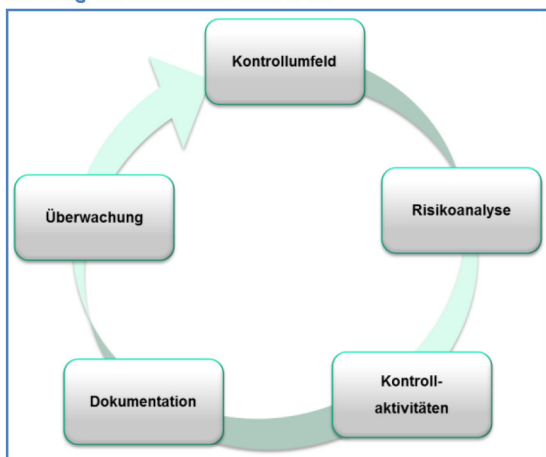 Kontrollumfeld
Risikoanalyse
Kontroll-
aktivitäten
Dokumentation
Überwachung